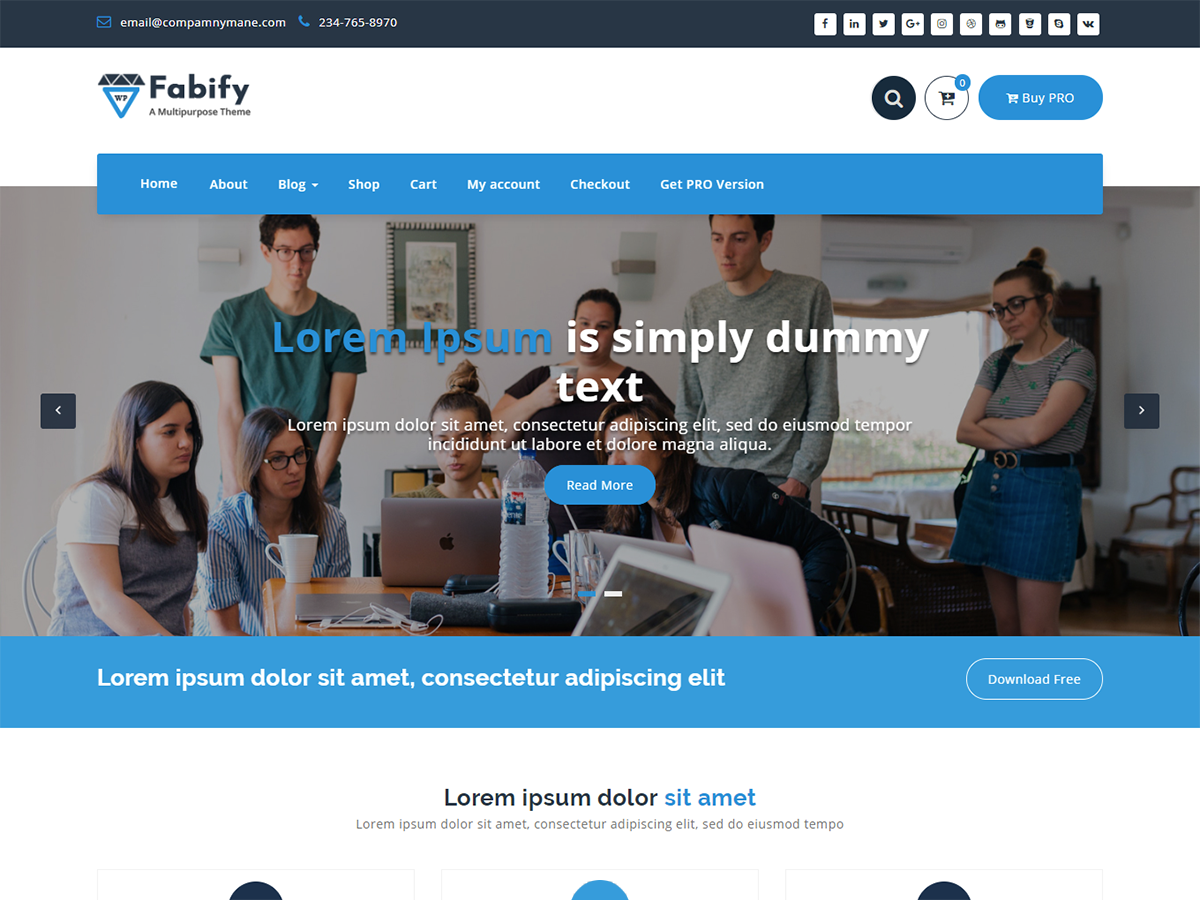 email@compamnymane.com 234-765-8970
WP Fabify
A Multipurpose Theme
0
Buy PRO
Home About Blog Shop Cart My account Checkout Get PRO Version
Lorem Ipsum is simply dummy
text
Lorem ipsum dolor sit amet, consectetur adipiscing elit, sed do eiusmod tempor
incididunt ut labore et dolore magna aliqua.
Read More
Lorem ipsum dolor sit amet, consectetur adipiscing elit
Download Free
Lorem ipsum dolor sit amet
Lorem ipsum dolor sit amet, consectetur adipiscing elit, sed do eiusmod tempo